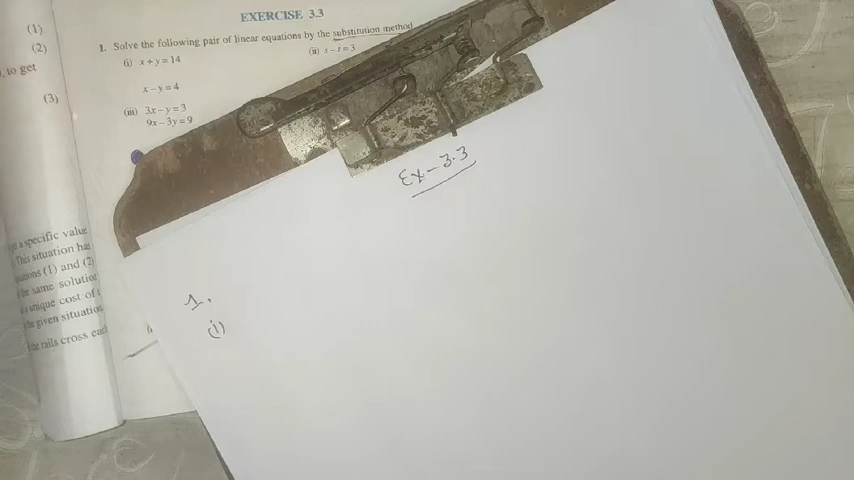 (1)
(2)
to get
(3)
a specific value
This situation has
(1) and (2)
same solution
unique cost of
given situation
rails cross each
EXERCISE 3.3
1. Solve the following pair of linear equations by the substitution method
(i) x + y = 14
x – y = 4
(ii) s – t = 3
(iii) 3x – y = 3
9x – 3y = 9
Ex – 3.3
1.
(i)